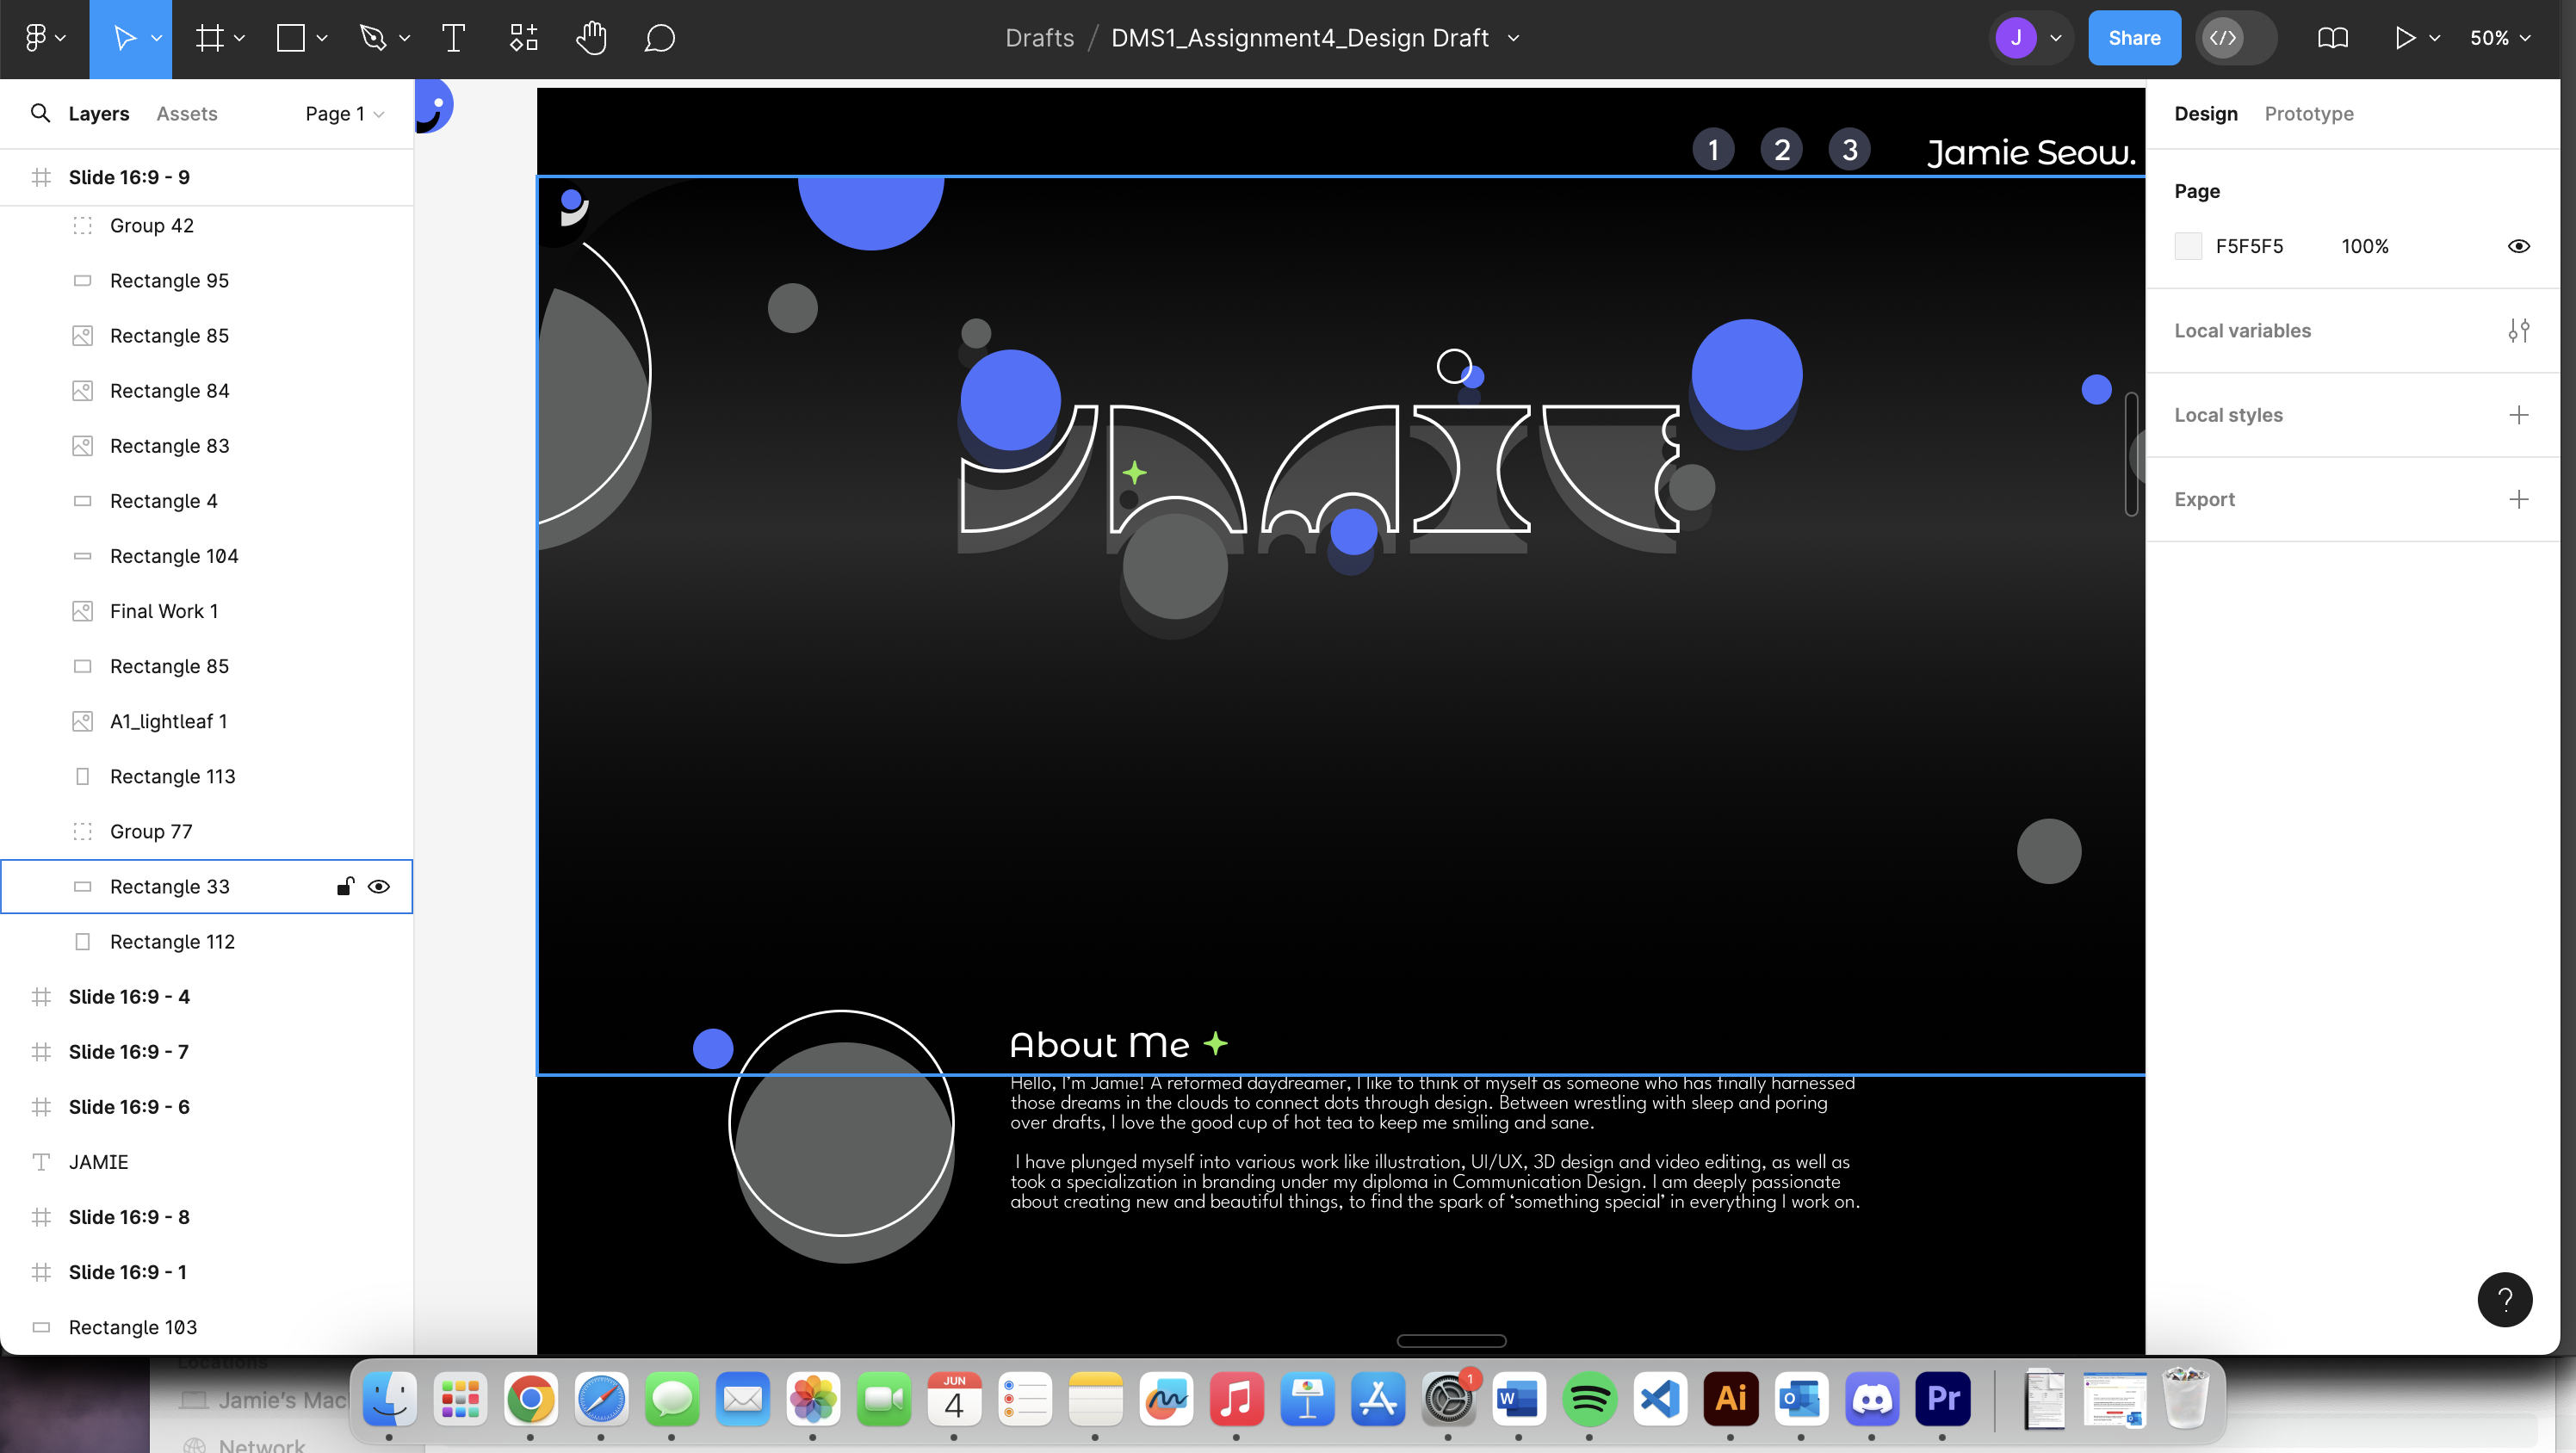 Drafts / DMS1_Assignment4_Design Draft
J
Share
50%
Layers
Assets
Page 1
Slide 16:9 - 9
Group 42
Rectangle 95
Rectangle 85
Rectangle 84
Rectangle 83
Rectangle 4
Rectangle 104
Final Work 1
Rectangle 85
A1_lightleaf 1
Rectangle 113
Group 77
Rectangle 33
Rectangle 112
Slide 16:9 - 4
Slide 16:9 - 7
Slide 16:9 - 6
JAMIE
Slide 16:9 - 8
Slide 16:9 - 1
Rectangle 103
1 2 3
Jamie Seow.
About Me
Hello, I'm Jamie! A reformed daydreamer, I like to think of myself as someone who has finally harnessed
those dreams in the clouds to connect dots through design. Between wrestling with sleep and poring
over drafts, I love the good cup of hot tea to keep me smiling and sane.
I have plunged myself into various work like illustration, UI/UX, 3D design and video editing, as well as
took a specialization in branding under my diploma in Communication Design. I am deeply passionate
about creating new and beautiful things, to find the spark of ‘something special’ in everything I work on.
Design
Prototype
Page
F5F5F5
100%
Local variables
Local styles
Export
?
Locations
Jamie's Mac
Network
JUN
4
1
W
Ai
O
Pr